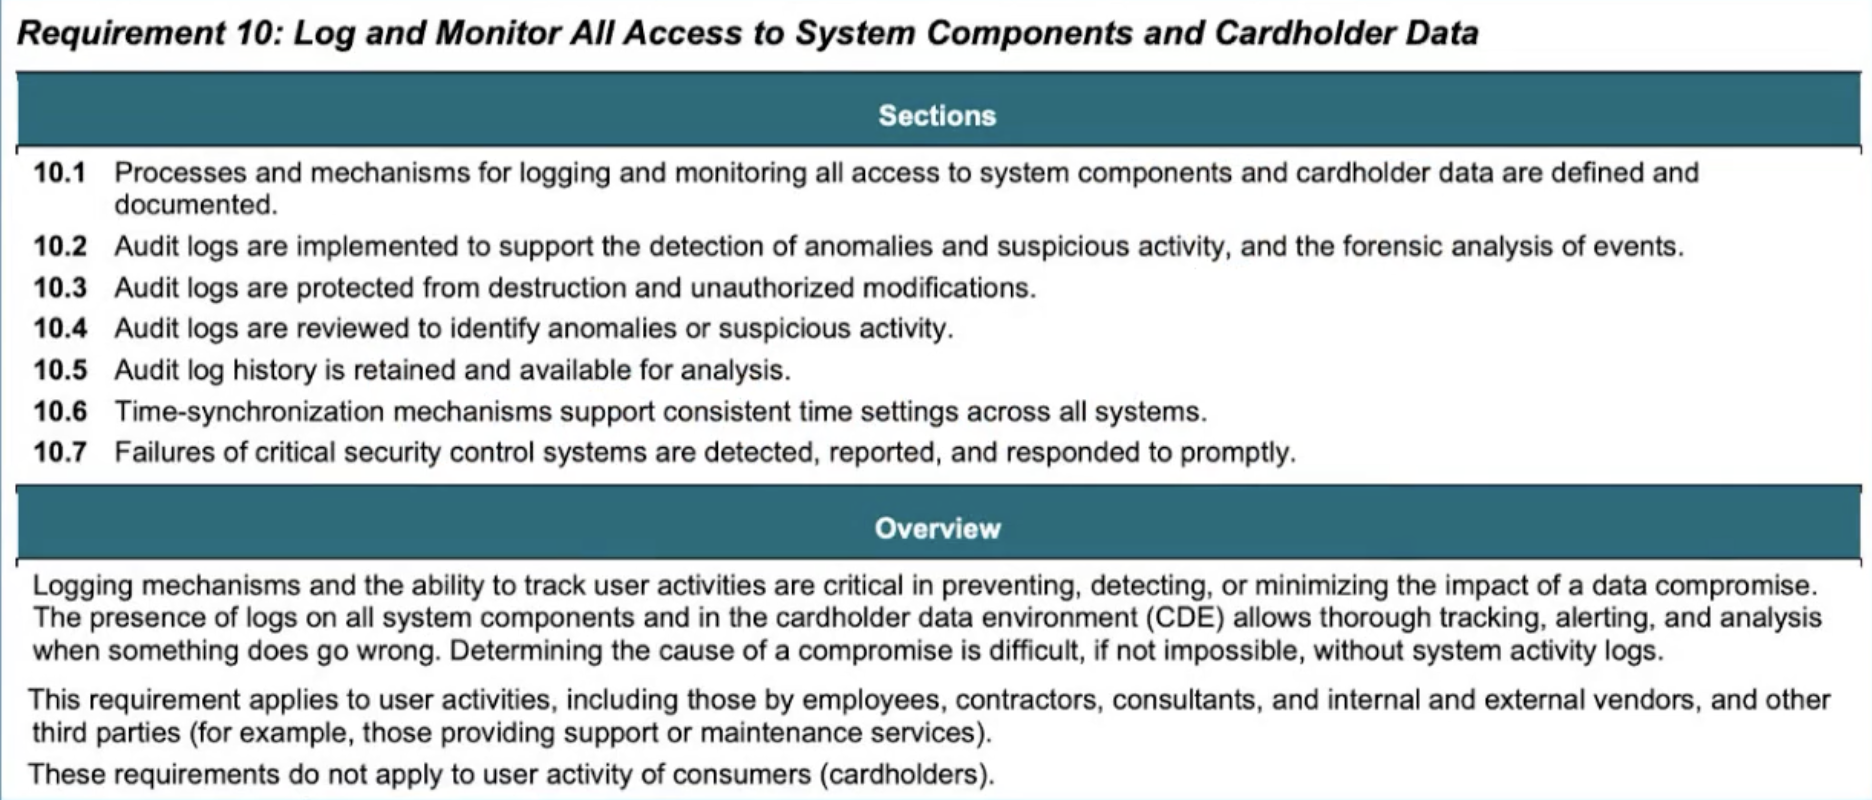 Requirement 10: Log and Monitor All Access to System Components and Cardholder Data
Sections
10.1 Processes and mechanisms for logging and monitoring all access to system components and cardholder data are defined and
documented.
10.2 Audit logs are implemented to support the detection of anomalies and suspicious activity, and the forensic analysis of events.
10.3 Audit logs are protected from destruction and unauthorized modifications.
10.4 Audit logs are reviewed to identify anomalies or suspicious activity.
10.5 Audit log history is retained and available for analysis.
10.6 Time-synchronization mechanisms support consistent time settings across all systems.
10.7 Failures of critical security control systems are detected, reported, and responded to promptly.
Overview
Logging mechanisms and the ability to track user activities are critical in preventing, detecting, or minimizing the impact of a data compromise.
The presence of logs on all system components and in the cardholder data environment (CDE) allows thorough tracking, alerting, and analysis
when something does go wrong. Determining the cause of a compromise is difficult, if not impossible, without system activity logs.
This requirement applies to user activities, including those by employees, contractors, consultants, and internal and external vendors, and other
third parties (for example, those providing support or maintenance services).
These requirements do not apply to user activity of consumers (cardholders).